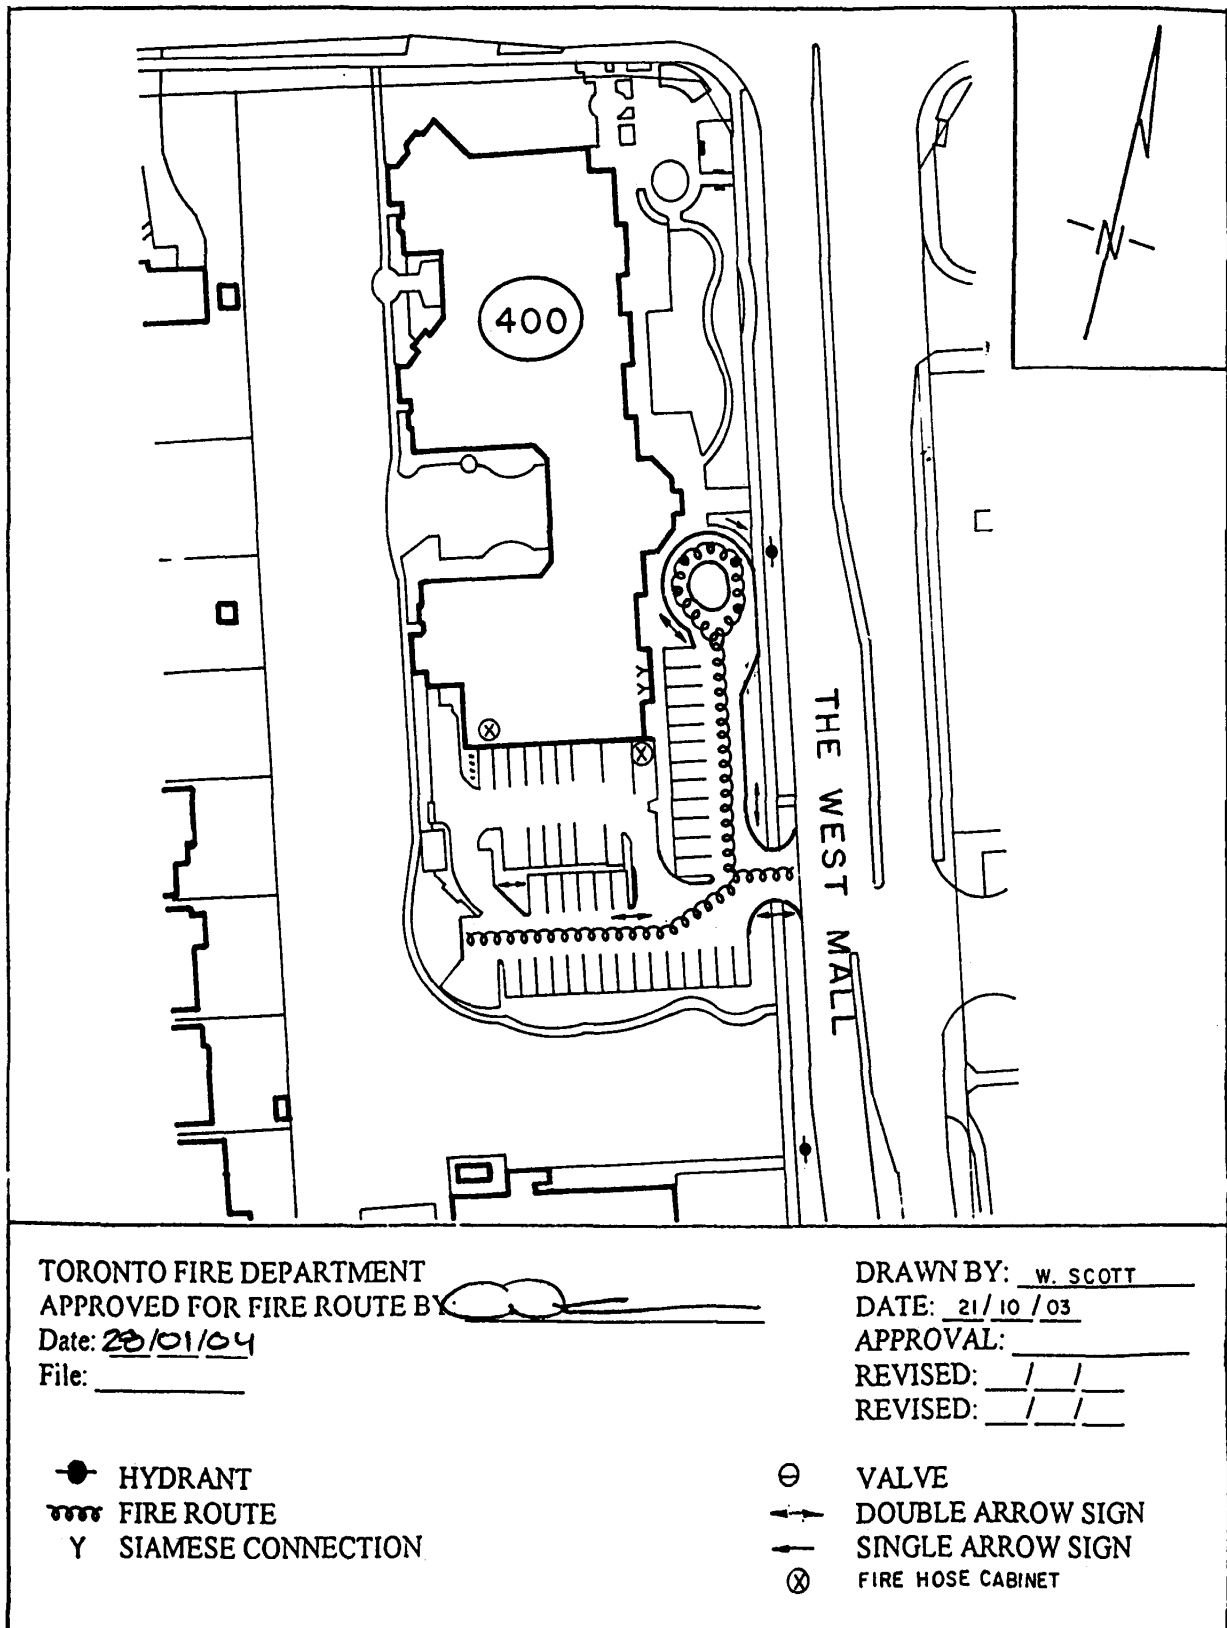 N
400
THE WEST MALL
Y Y
Y Y
TORONTO FIRE DEPARTMENT
APPROVED FOR FIRE ROUTE BY
Date: 28/01/04
File:
DRAWN BY: W. SCOTT
DATE: 21/10/03
APPROVAL:
REVISED: / /
REVISED: / /
HYDRANT
FIRE ROUTE
Y SIAMESE CONNECTION
VALVE
DOUBLE ARROW SIGN
SINGLE ARROW SIGN
FIRE HOSE CABINET